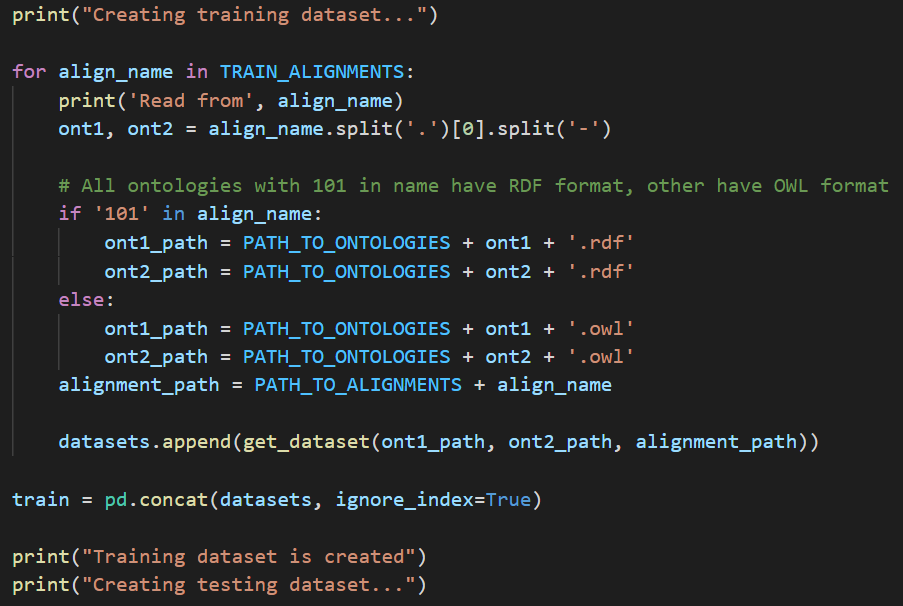 print("Creating training dataset...")
for align_name in TRAIN_ALIGNMENTS:
    print('Read from', align_name)
    ont1, ont2 = align_name.split('.')[0].split('-')
    # All ontologies with 101 in name have RDF format, other have OWL format
    if '101' in align_name:
        ont1_path = PATH_TO_ONTOLOGIES + ont1 + '.rdf'
        ont2_path = PATH_TO_ONTOLOGIES + ont2 + '.rdf'
    else:
        ont1_path = PATH_TO_ONTOLOGIES + ont1 + '.owl'
        ont2_path = PATH_TO_ONTOLOGIES + ont2 + '.owl'
    alignment_path = PATH_TO_ALIGNMENTS + align_name
    datasets.append(get_dataset(ont1_path, ont2_path, alignment_path))
train = pd.concat(datasets, ignore_index=True)
print("Training dataset is created")
print("Creating testing dataset...")